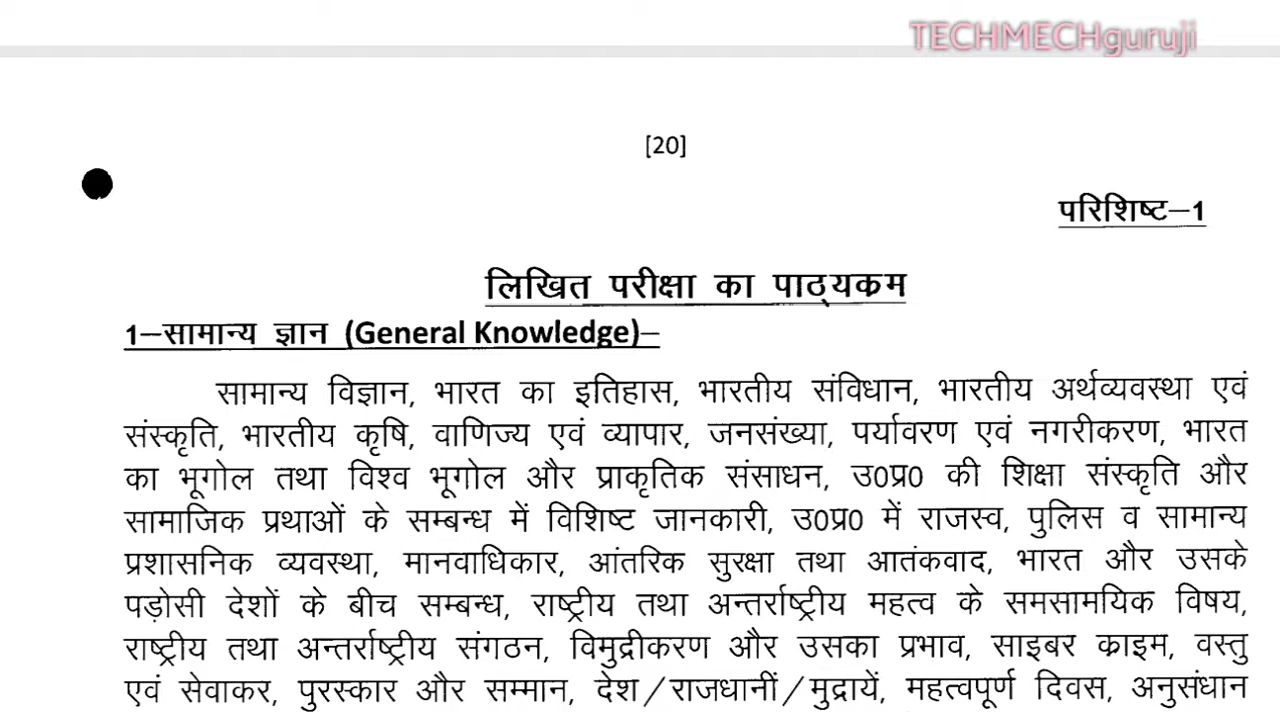 TECHMECHguruji
[20]
परिशिष्ट–1
लिखित परीक्षा का पाठ्यक्रम
1–सामान्य ज्ञान (General Knowledge)–
सामान्य विज्ञान, भारत का इतिहास, भारतीय संविधान, भारतीय अर्थव्यवस्था एवं
संस्कृति, भारतीय कृषि, वाणिज्य एवं व्यापार, जनसंख्या, पर्यावरण एवं नगरीकरण, भारत
का भूगोल तथा विश्व भूगोल और प्राकृतिक संसाधन, उ0प्र0 की शिक्षा संस्कृति और
सामाजिक प्रथाओं के सम्बन्ध में विशिष्ट जानकारी, उ0प्र0 में राजस्व, पुलिस व सामान्य
प्रशासनिक व्यवस्था, मानवाधिकार, आंतरिक सुरक्षा तथा आतंकवाद, भारत और उसके
पड़ोसी देशों के बीच सम्बन्ध, राष्ट्रीय तथा अन्तर्राष्ट्रीय महत्व के समसामयिक विषय,
राष्ट्रीय तथा अन्तर्राष्ट्रीय संगठन, विमुद्रीकरण और उसका प्रभाव, साइबर क्राइम, वस्तु
एवं सेवाकर, पुरस्कार और सम्मान, देश/राजधानीं/मुद्रायें, महत्वपूर्ण दिवस, अनुसंधान